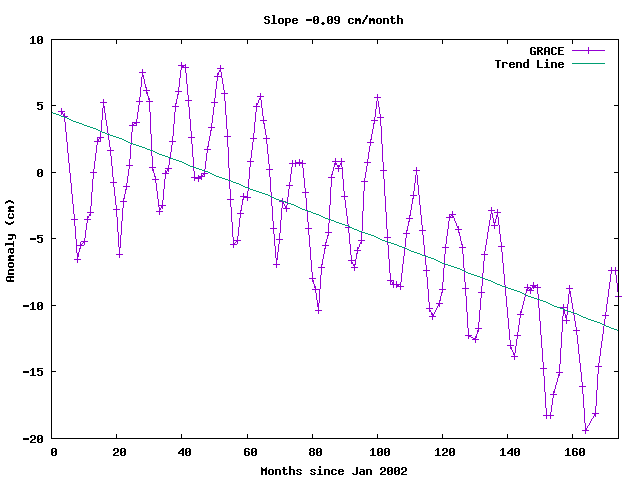 Slope -0.09 cm/month
GRACE
Trend Line
10
5
0
-5
-10
-15
-20
Anomaly (cm)
0 20 40 60 80 100 120 140 160
Months since Jan 2002